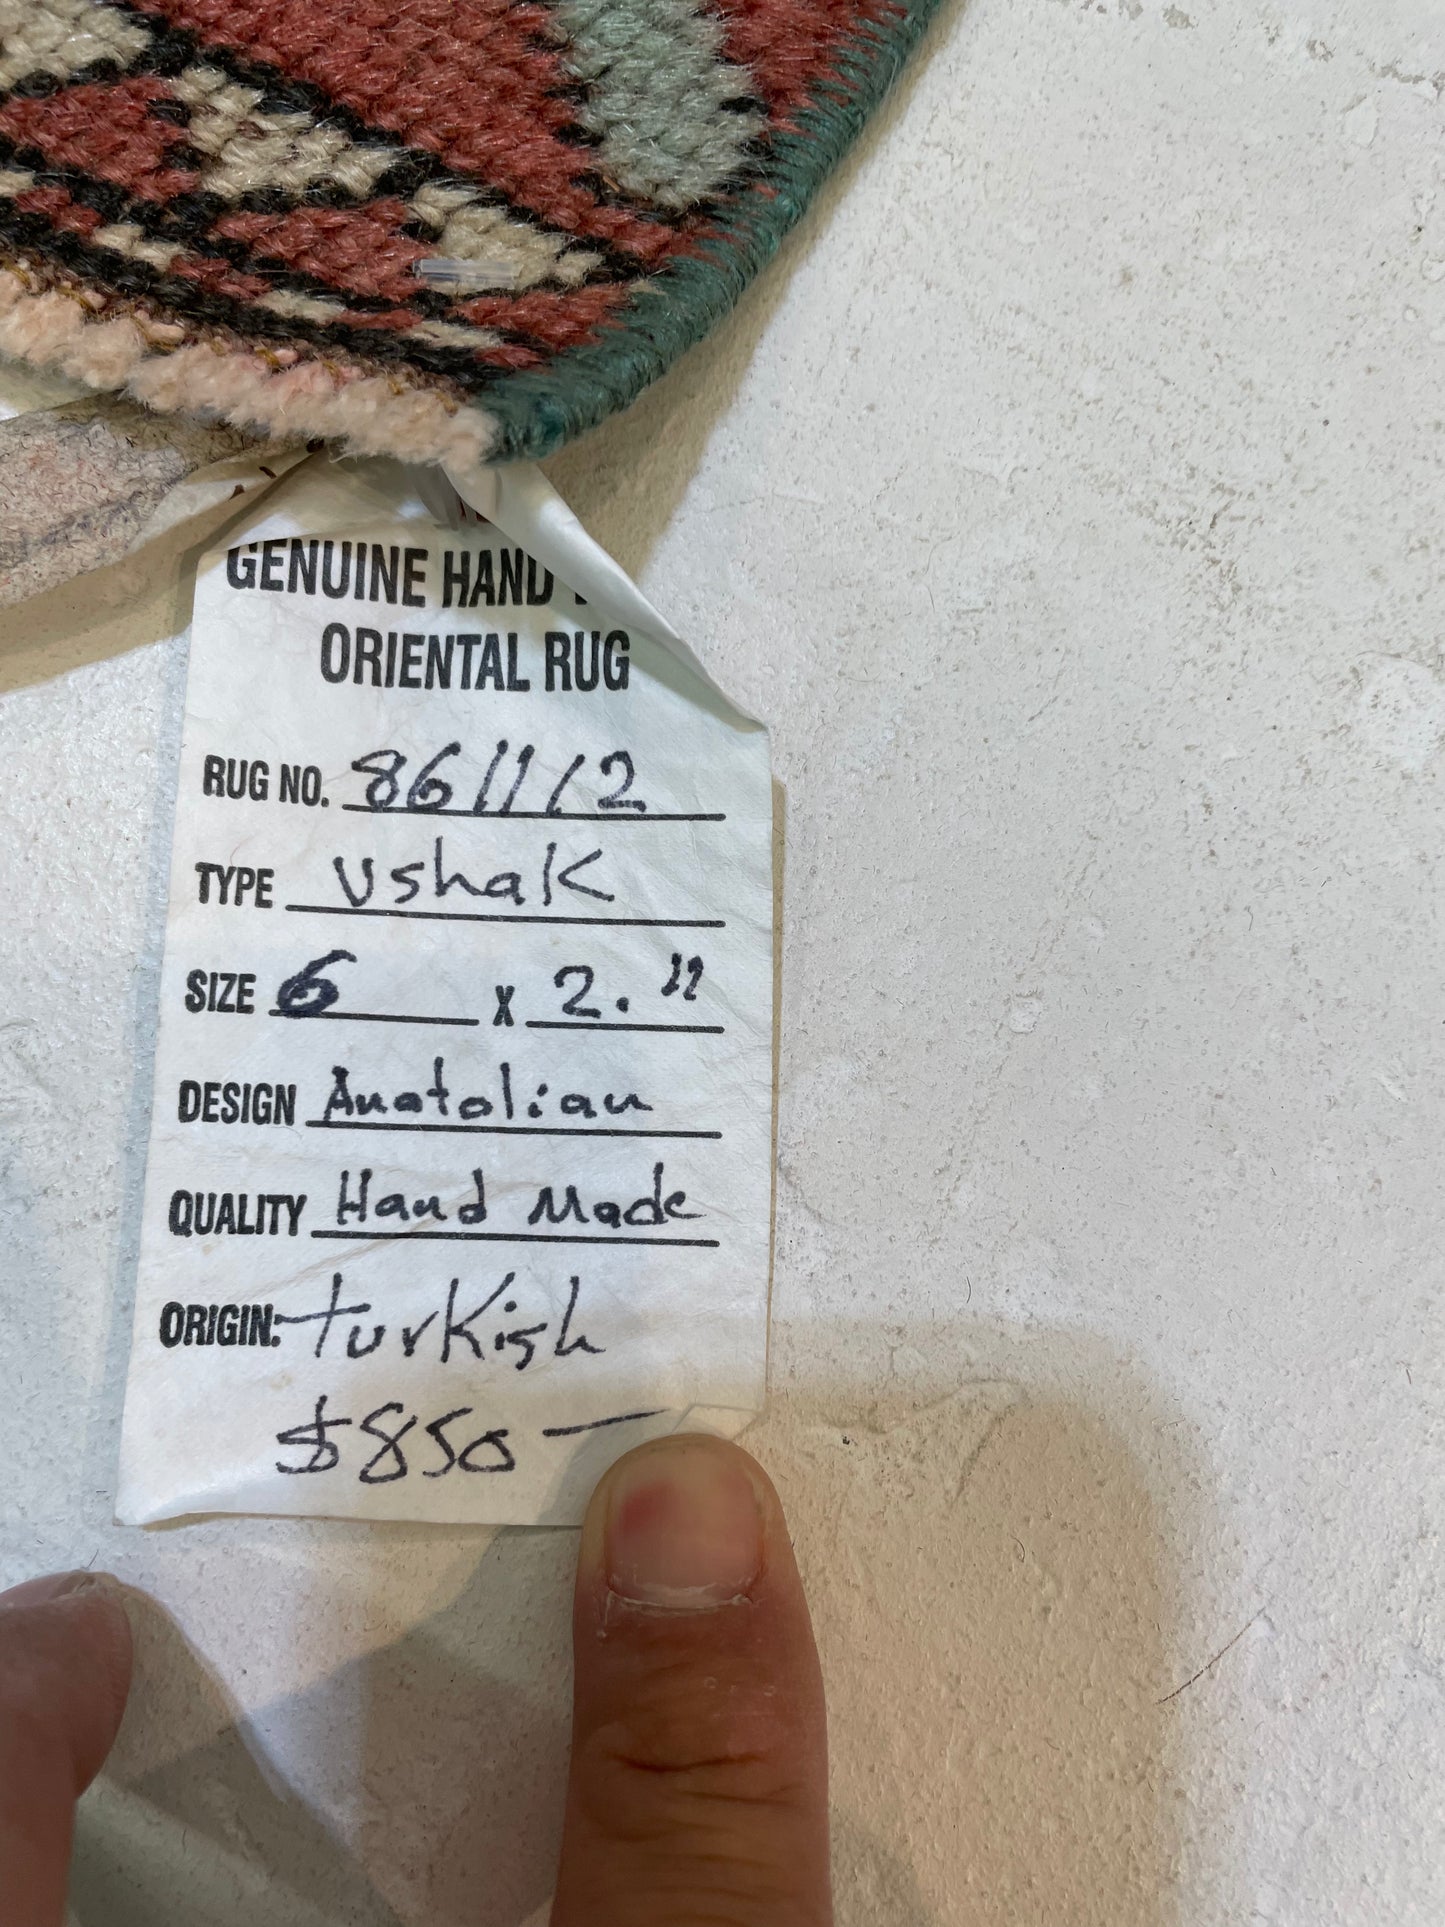 GENUINE HAND
ORIENTAL RUG
RUG NO. 861112
TYPE Ushak
SIZE 6 X 2.11
DESIGN Anatolian
QUALITY Hand Made
ORIGIN: Turkish
$850-